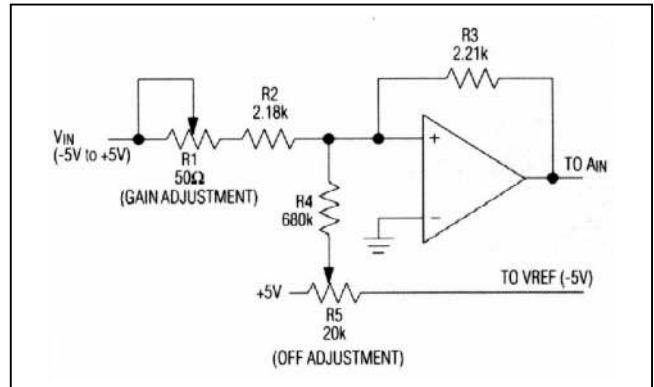 R3
2.21k
R2
2.18k
VIN
(-5V to +5V)
R1
50Ω
(GAIN ADJUSTMENT)
+
-
TO AIN
R4
680k
+5V
TO VREF (-5V)
R5
20k
(OFF ADJUSTMENT)